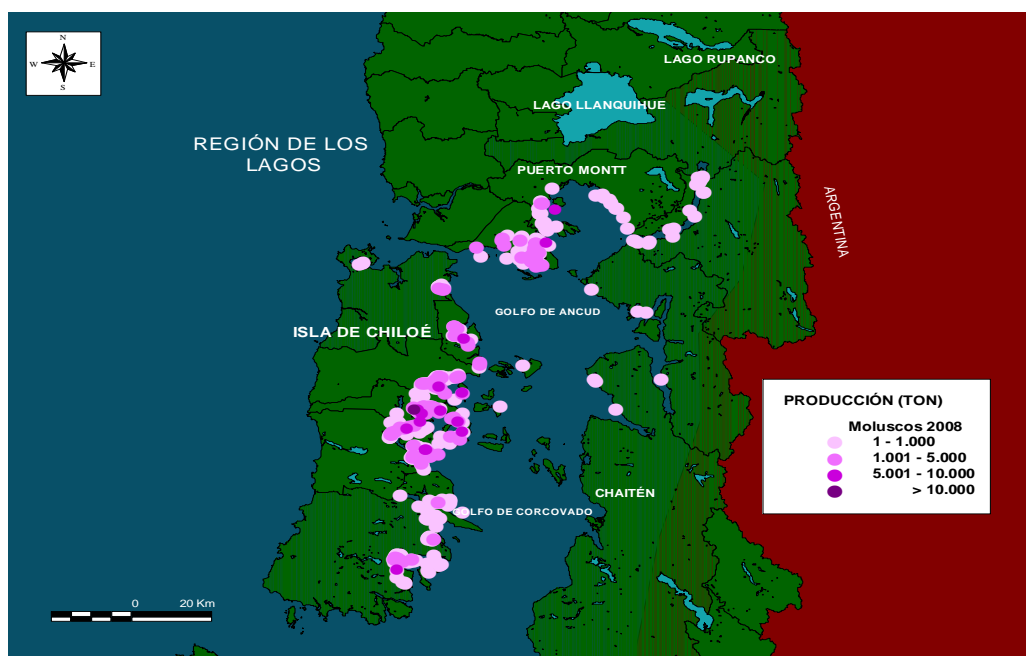 N
W E
S
LAGO RUPANCO
LAGO LLANQUIHUE
REGIÓN DE LOS
LAGOS
PUERTO MONTT
ARGENTINA
GOLFO DE ANCUD
ISLA DE CHILOÉ
PRODUCCIÓN (TON)
Moluscos 2008
1 - 1.000
1.001 - 5.000
5.001 - 10.000
> 10.000
CHAITÉN
GOLFO DE CORCOVADO
0 20 Km